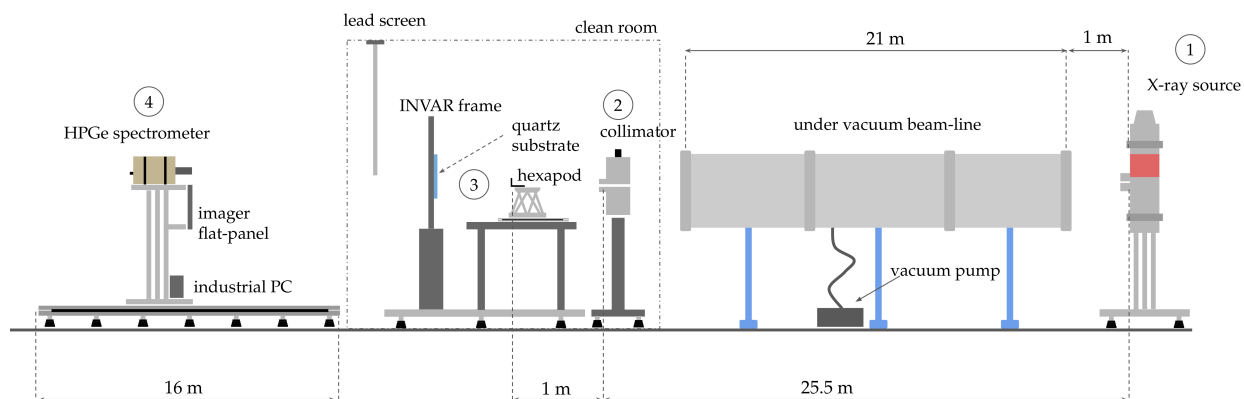 lead screen
clean room
21 m
1 m
1
X-ray source
4
HPGe spectrometer
INVAR frame
2
collimator
under vacuum beam-line
quartz
substrate
3
hexapod
imager
flat-panel
industrial PC
vacuum pump
16 m
1 m
25.5 m